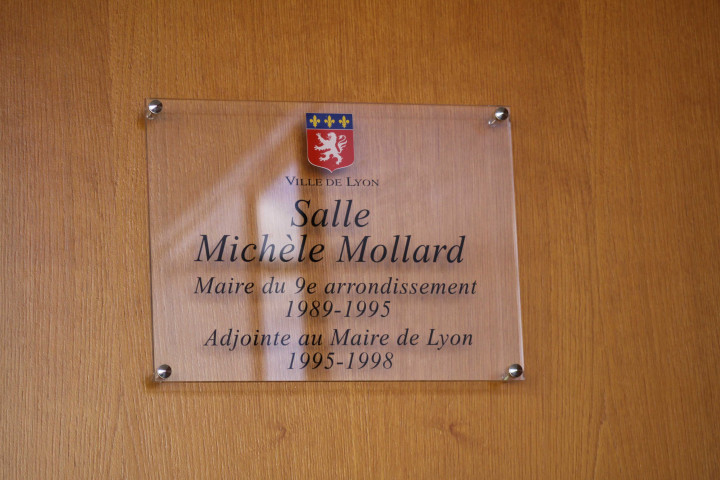 Ville de Lyon
Salle
Michèle Mollard
Maire du 9e arrondissement
1989-1995
Adjointe au Maire de Lyon
1995-1998